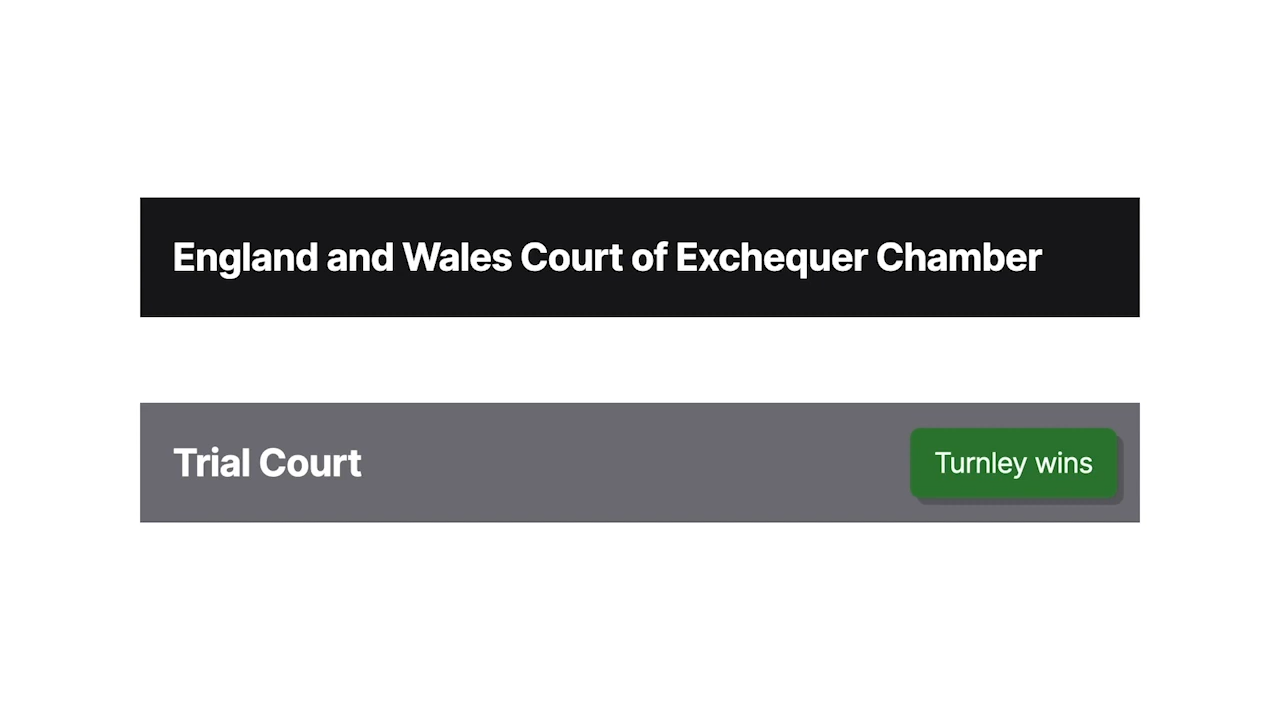 England and Wales Court of Exchequer Chamber
Trial Court
Turnley wins